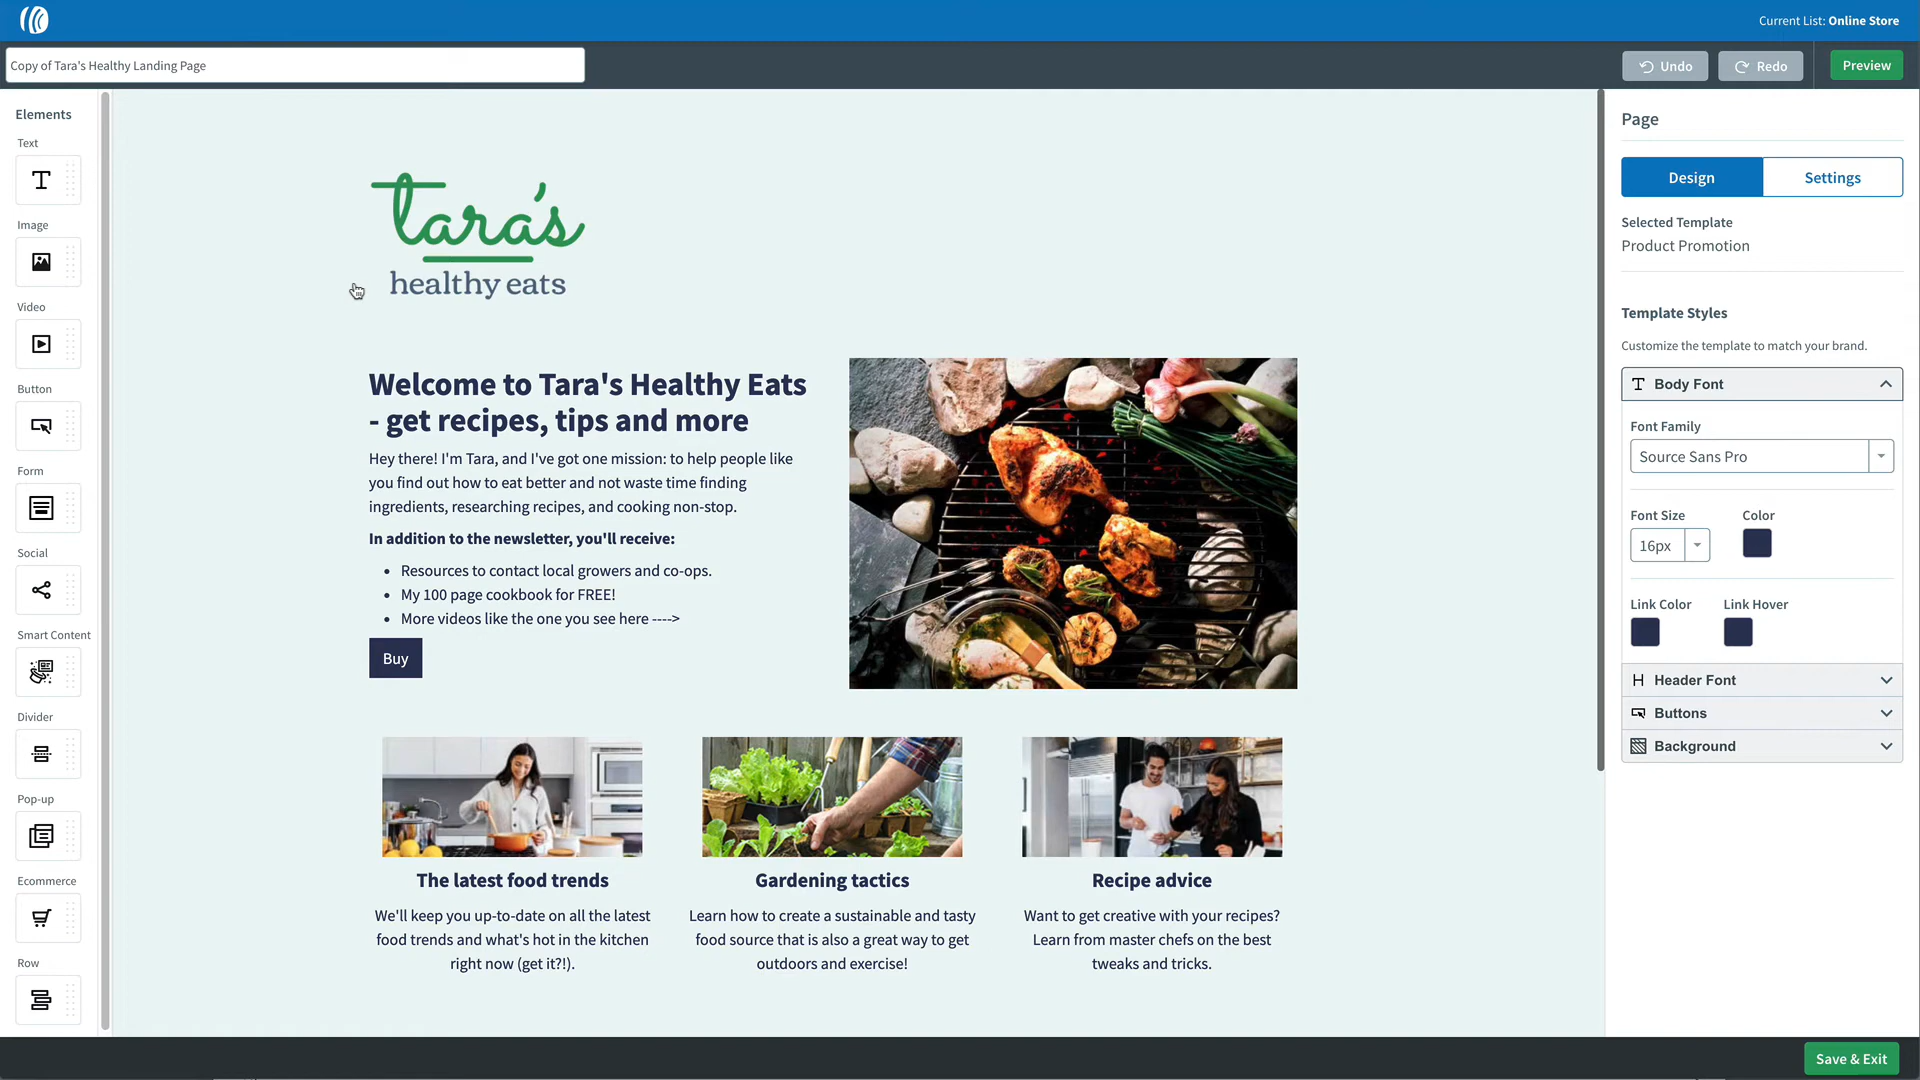 Current List: Online Store
Copy of Tara's Healthy Landing Page
Undo
Redo
Preview
Elements
Text
Image
Video
Button
Form
Social
Smart Content
Divider
Pop-up
Ecommerce
Row
tara's
healthy eats
Welcome to Tara's Healthy Eats
- get recipes, tips and more
Hey there! I'm Tara, and I've got one mission: to help people like
you find out how to eat better and not waste time finding
ingredients, researching recipes, and cooking non-stop.
In addition to the newsletter, you'll receive:
• Resources to contact local growers and co-ops.
• My 100 page cookbook for FREE!
• More videos like the one you see here ---->
Buy
The latest food trends
We'll keep you up-to-date on all the latest
food trends and what's hot in the kitchen
right now (get it?!).
Gardening tactics
Learn how to create a sustainable and tasty
food source that is also a great way to get
outdoors and exercise!
Recipe advice
Want to get creative with your recipes?
Learn from master chefs on the best
tweaks and tricks.
Page
Design
Settings
Selected Template
Product Promotion
Template Styles
Customize the template to match your brand.
Body Font
Font Family
Source Sans Pro
Font Size
Color
16px
Link Color
Link Hover
Header Font
Buttons
Background
Save & Exit